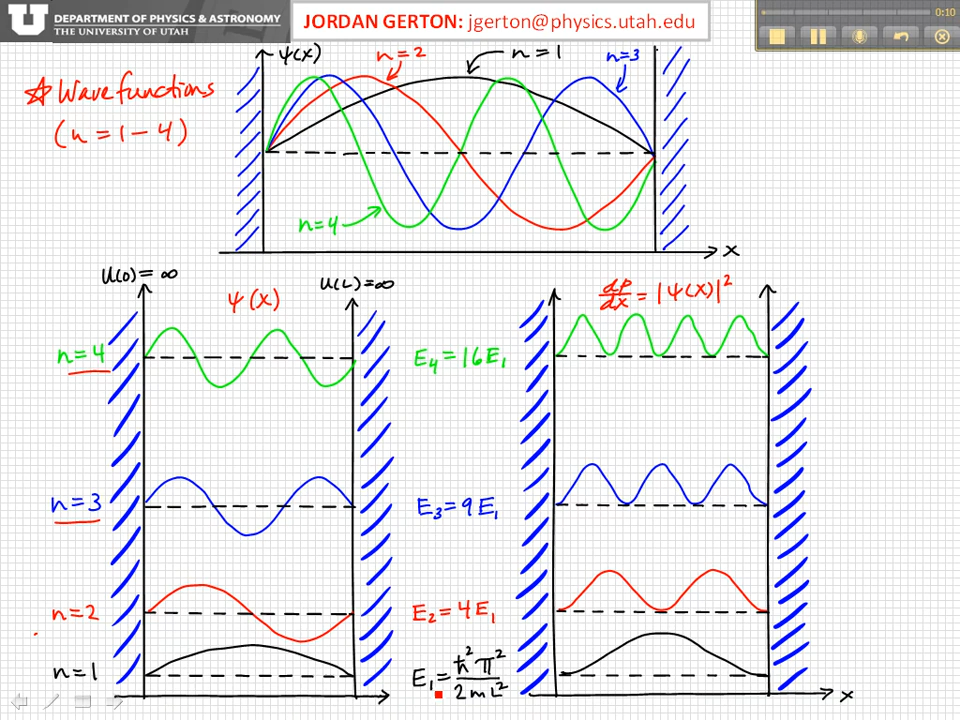 U DEPARTMENT OF PHYSICS & ASTRONOMY
THE UNIVERSITY OF UTAH
JORDAN GERTON: jgerton@physics.utah.edu
0:10
Wavefunctions
(n = 1 – 4)
ψ(x)
n=2
n=1
n=3
n=4
x
U(0) = ∞
ψ(x)
U(L) = ∞
dP/dx = |ψ(x)|²
n=4
E₄ = 16E₁
n=3
E₃ = 9E₁
n=2
E₂ = 4E₁
n=1
E₁ = ħ²π²/2mL²
x